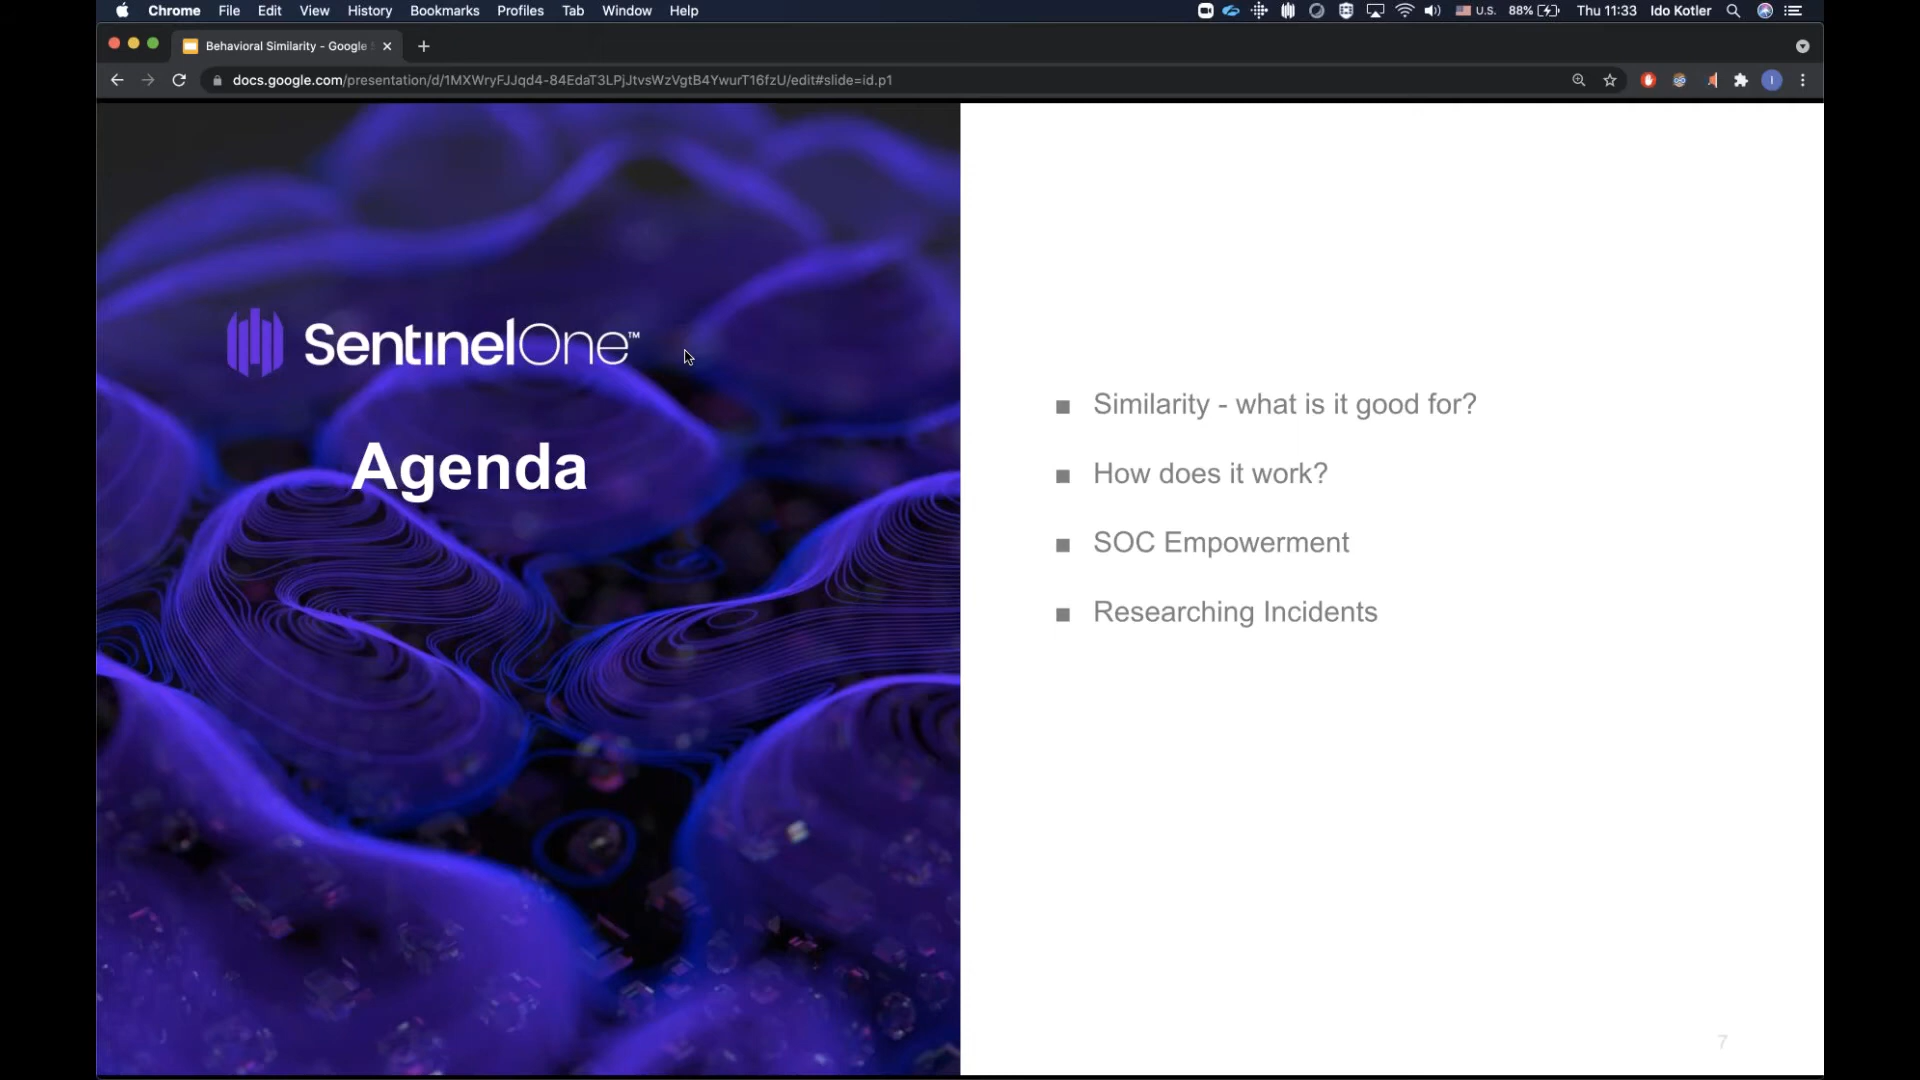 Chrome File Edit View History Bookmarks Profiles Tab Window Help U.S. 88% Thu 11:33 Ido Kotler
Behavioral Similarity - Google
docs.google.com/presentation/d/1MXWryFJJqd4-84EdaT3LPjJtvsWzVgtB4YwurT16fzU/edit#slide=id.p1
SentinelOne™
Agenda
Similarity - what is it good for?
How does it work?
SOC Empowerment
Researching Incidents
7